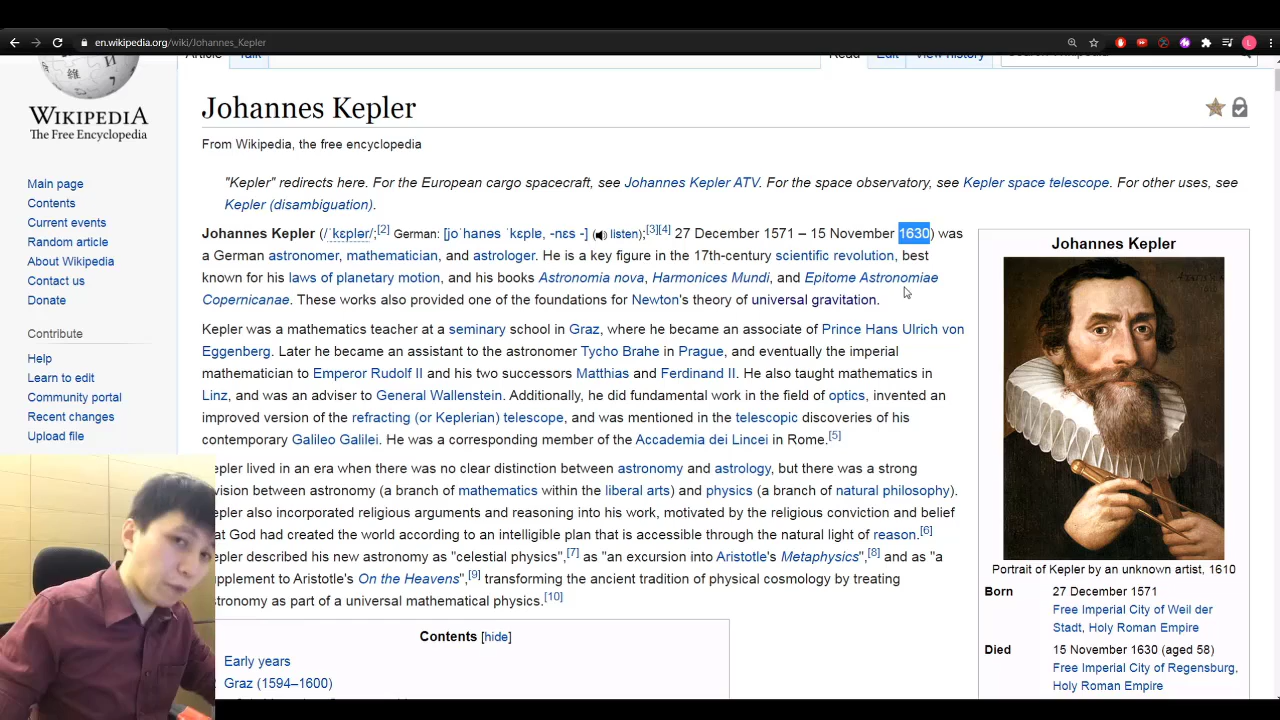 en.wikipedia.org/wiki/Johannes_Kepler
Article Talk
Read Edit View history
WIKIPEDIA
The Free Encyclopedia
Main page
Contents
Current events
Random article
About Wikipedia
Contact us
Donate
Contribute
Help
Learn to edit
Community portal
Recent changes
Upload file
Johannes Kepler
From Wikipedia, the free encyclopedia
"Kepler" redirects here. For the European cargo spacecraft, see Johannes Kepler ATV. For the space observatory, see Kepler space telescope. For other uses, see
Kepler (disambiguation).
Johannes Kepler (/ˈkɛplər/;[2] German: [joˈhanəs ˈkɛplɐ, -nɛs -] (listen);[3][4] 27 December 1571 – 15 November 1630) was
a German astronomer, mathematician, and astrologer. He is a key figure in the 17th-century scientific revolution, best
known for his laws of planetary motion, and his books Astronomia nova, Harmonices Mundi, and Epitome Astronomiae
Copernicanae. These works also provided one of the foundations for Newton's theory of universal gravitation.
Kepler was a mathematics teacher at a seminary school in Graz, where he became an associate of Prince Hans Ulrich von
Eggenberg. Later he became an assistant to the astronomer Tycho Brahe in Prague, and eventually the imperial
mathematician to Emperor Rudolf II and his two successors Matthias and Ferdinand II. He also taught mathematics in
Linz, and was an adviser to General Wallenstein. Additionally, he did fundamental work in the field of optics, invented an
improved version of the refracting (or Keplerian) telescope, and was mentioned in the telescopic discoveries of his
contemporary Galileo Galilei. He was a corresponding member of the Accademia dei Lincei in Rome.[5]
epler lived in an era when there was no clear distinction between astronomy and astrology, but there was a strong
vision between astronomy (a branch of mathematics within the liberal arts) and physics (a branch of natural philosophy).
epler also incorporated religious arguments and reasoning into his work, motivated by the religious conviction and belief
at God had created the world according to an intelligible plan that is accessible through the natural light of reason.[6]
epler described his new astronomy as "celestial physics",[7] as "an excursion into Aristotle's Metaphysics",[8] and as "a
upplement to Aristotle's On the Heavens",[9] transforming the ancient tradition of physical cosmology by treating
stronomy as part of a universal mathematical physics.[10]
Contents [hide]
Early years
Graz (1594–1600)
Johannes Kepler
Portrait of Kepler by an unknown artist, 1610
Born 27 December 1571
Free Imperial City of Weil der
Stadt, Holy Roman Empire
Died 15 November 1630 (aged 58)
Free Imperial City of Regensburg,
Holy Roman Empire